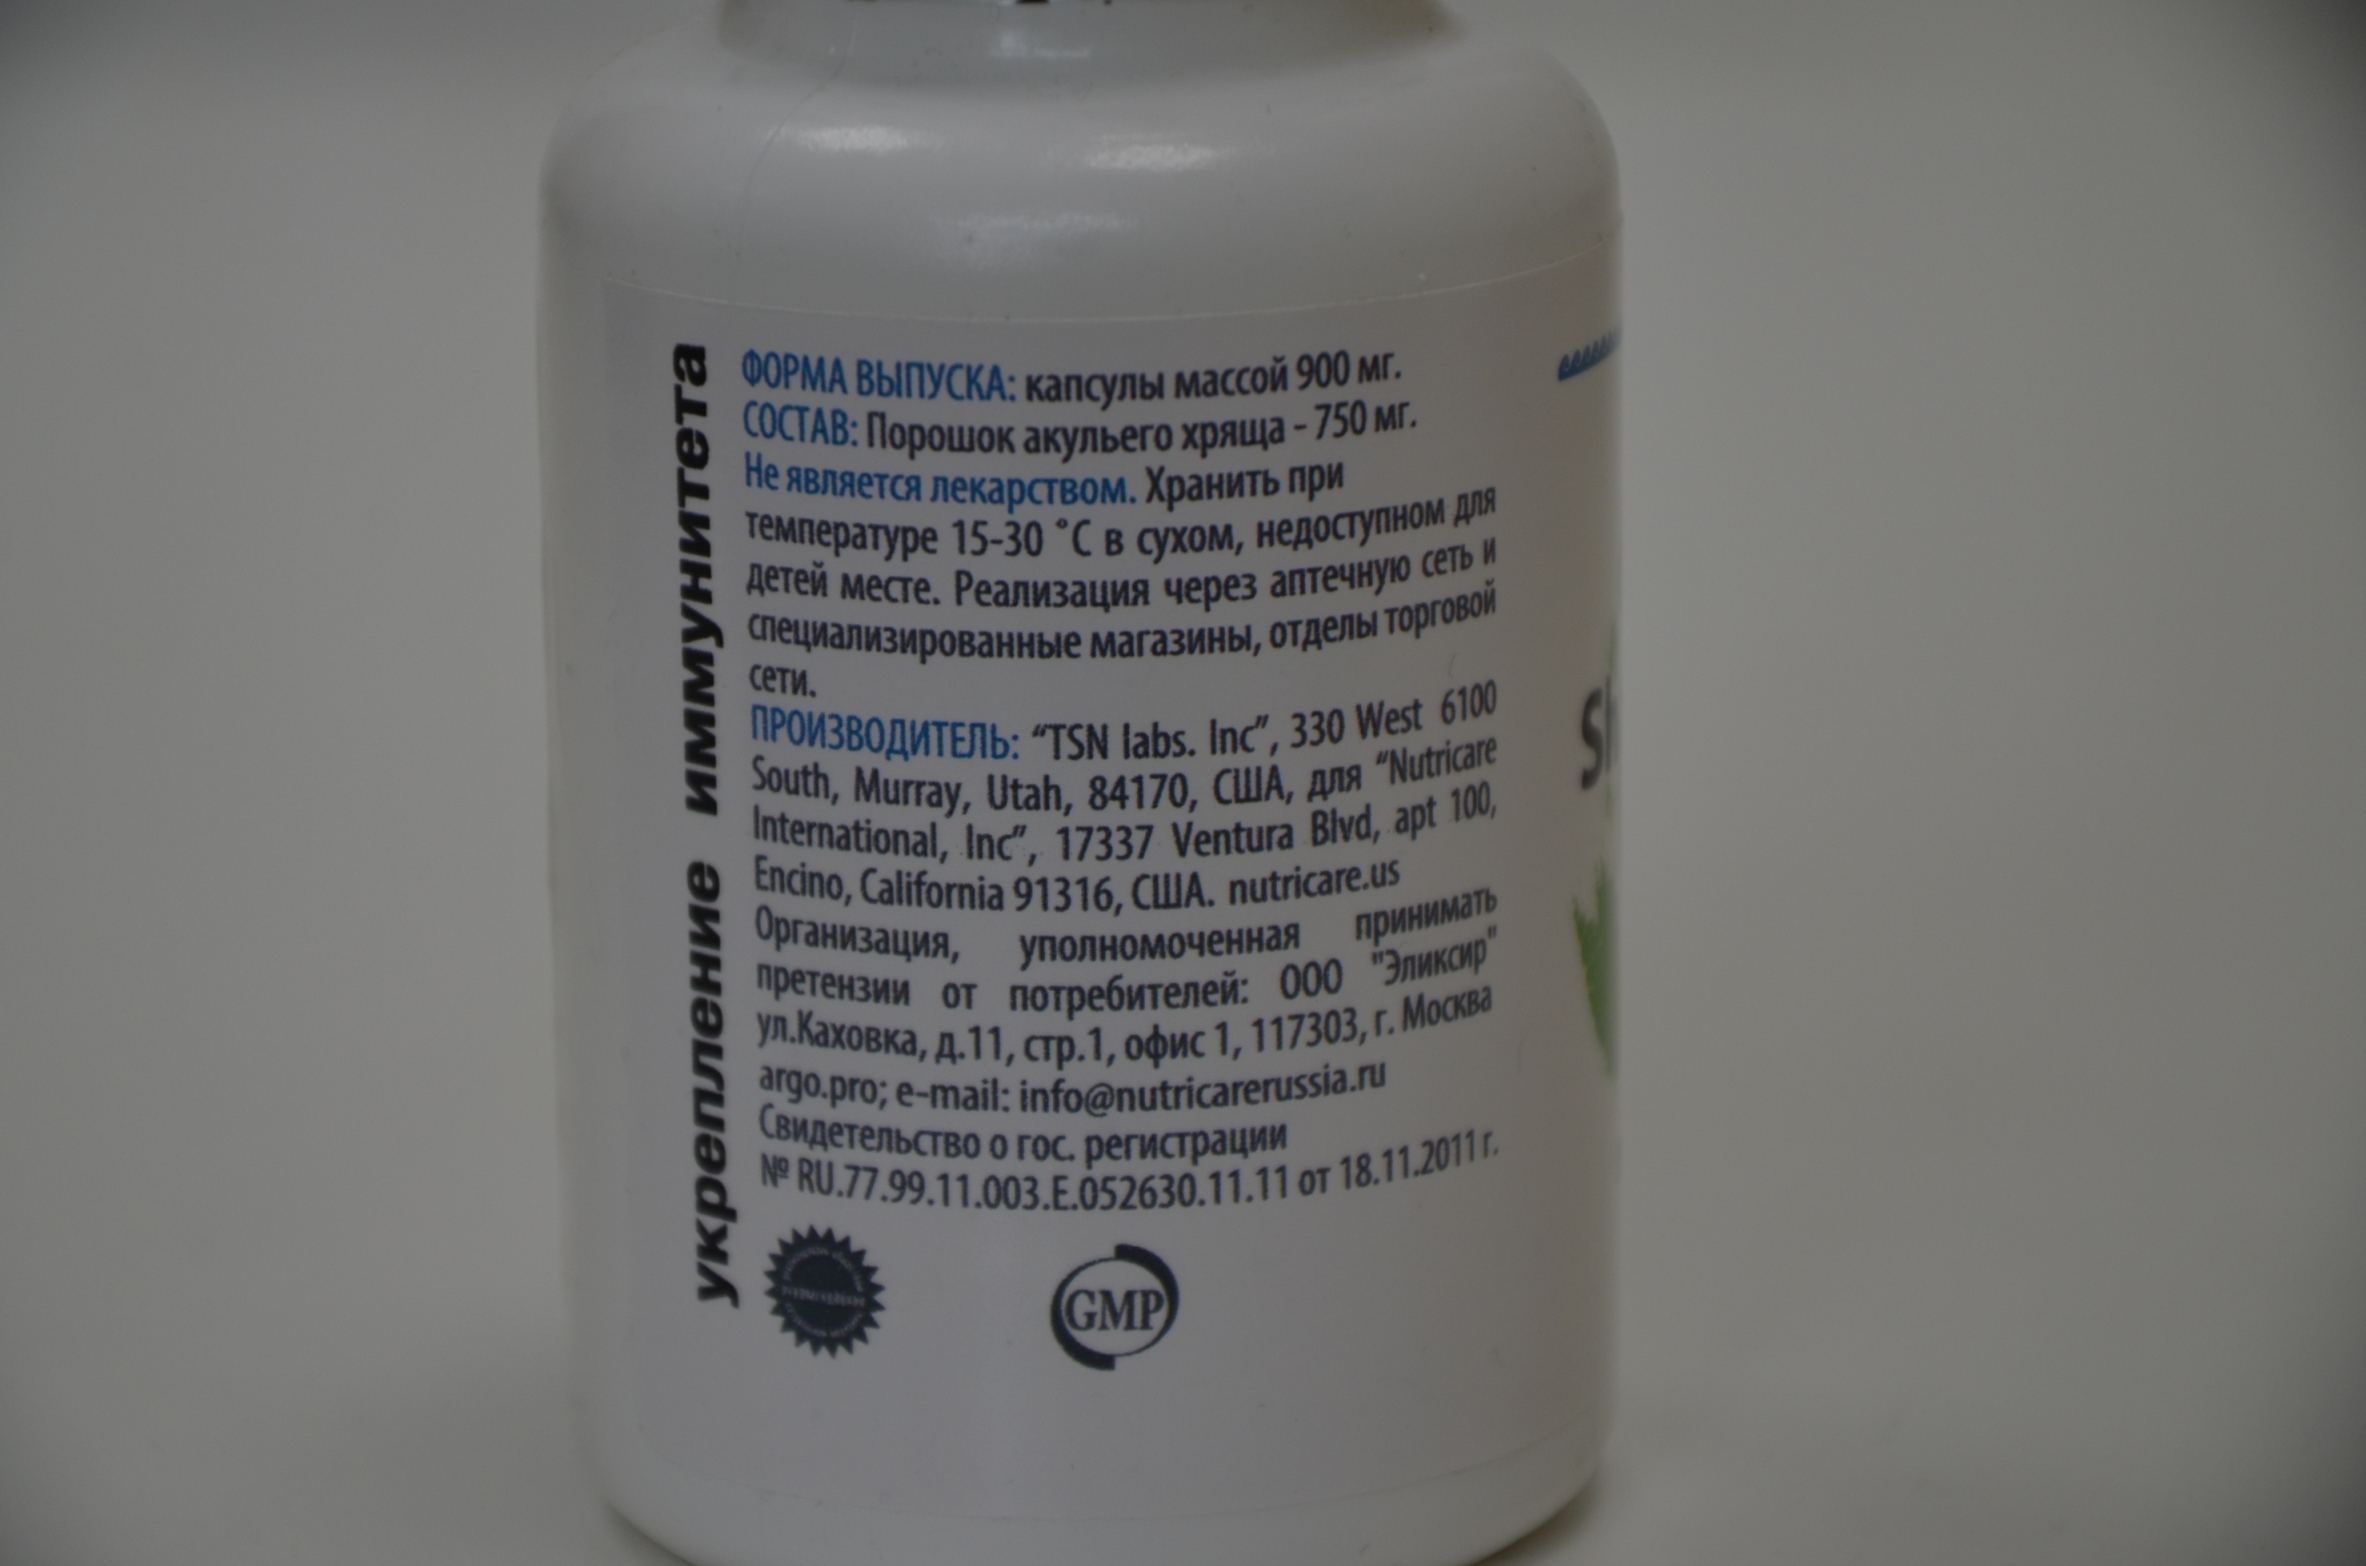 укрепление иммунитета
ФОРМА ВЫПУСКА: капсулы массой 900 мг.
СОСТАВ: Порошок акульего хряща - 750 мг.
Не является лекарством. Хранить при
температуре 15-30 ˚С в сухом, недоступном для
детей месте. Реализация через аптечную сеть и
специализированные магазины, отделы торговой
сети.
ПРОИЗВОДИТЕЛЬ: “TSN labs. Inc”, 330 West 6100
South, Murray, Utah, 84170, США, для “Nutricare
International, Inc”, 17337 Ventura Blvd, apt 100,
Encino, California 91316, США. nutricare.us
Организация, уполномоченная принимать
претензии от потребителей: ООО "Эликсир"
ул.Каховка, д.11, стр.1, офис 1, 117303, г. Москва
argo.pro; e-mail: info@nutricarerussia.ru
Свидетельство о гос. регистрации
№ RU.77.99.11.003.E.052630.11.11 от 18.11.2011 г.
GMP